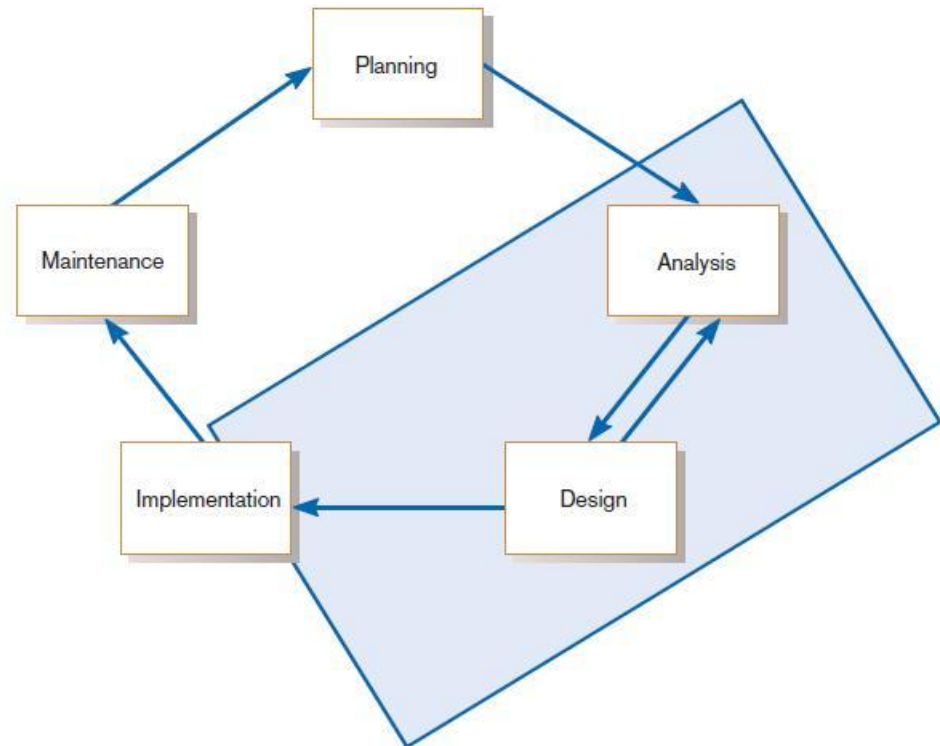 Planning
Maintenance
Analysis
Implementation
Design